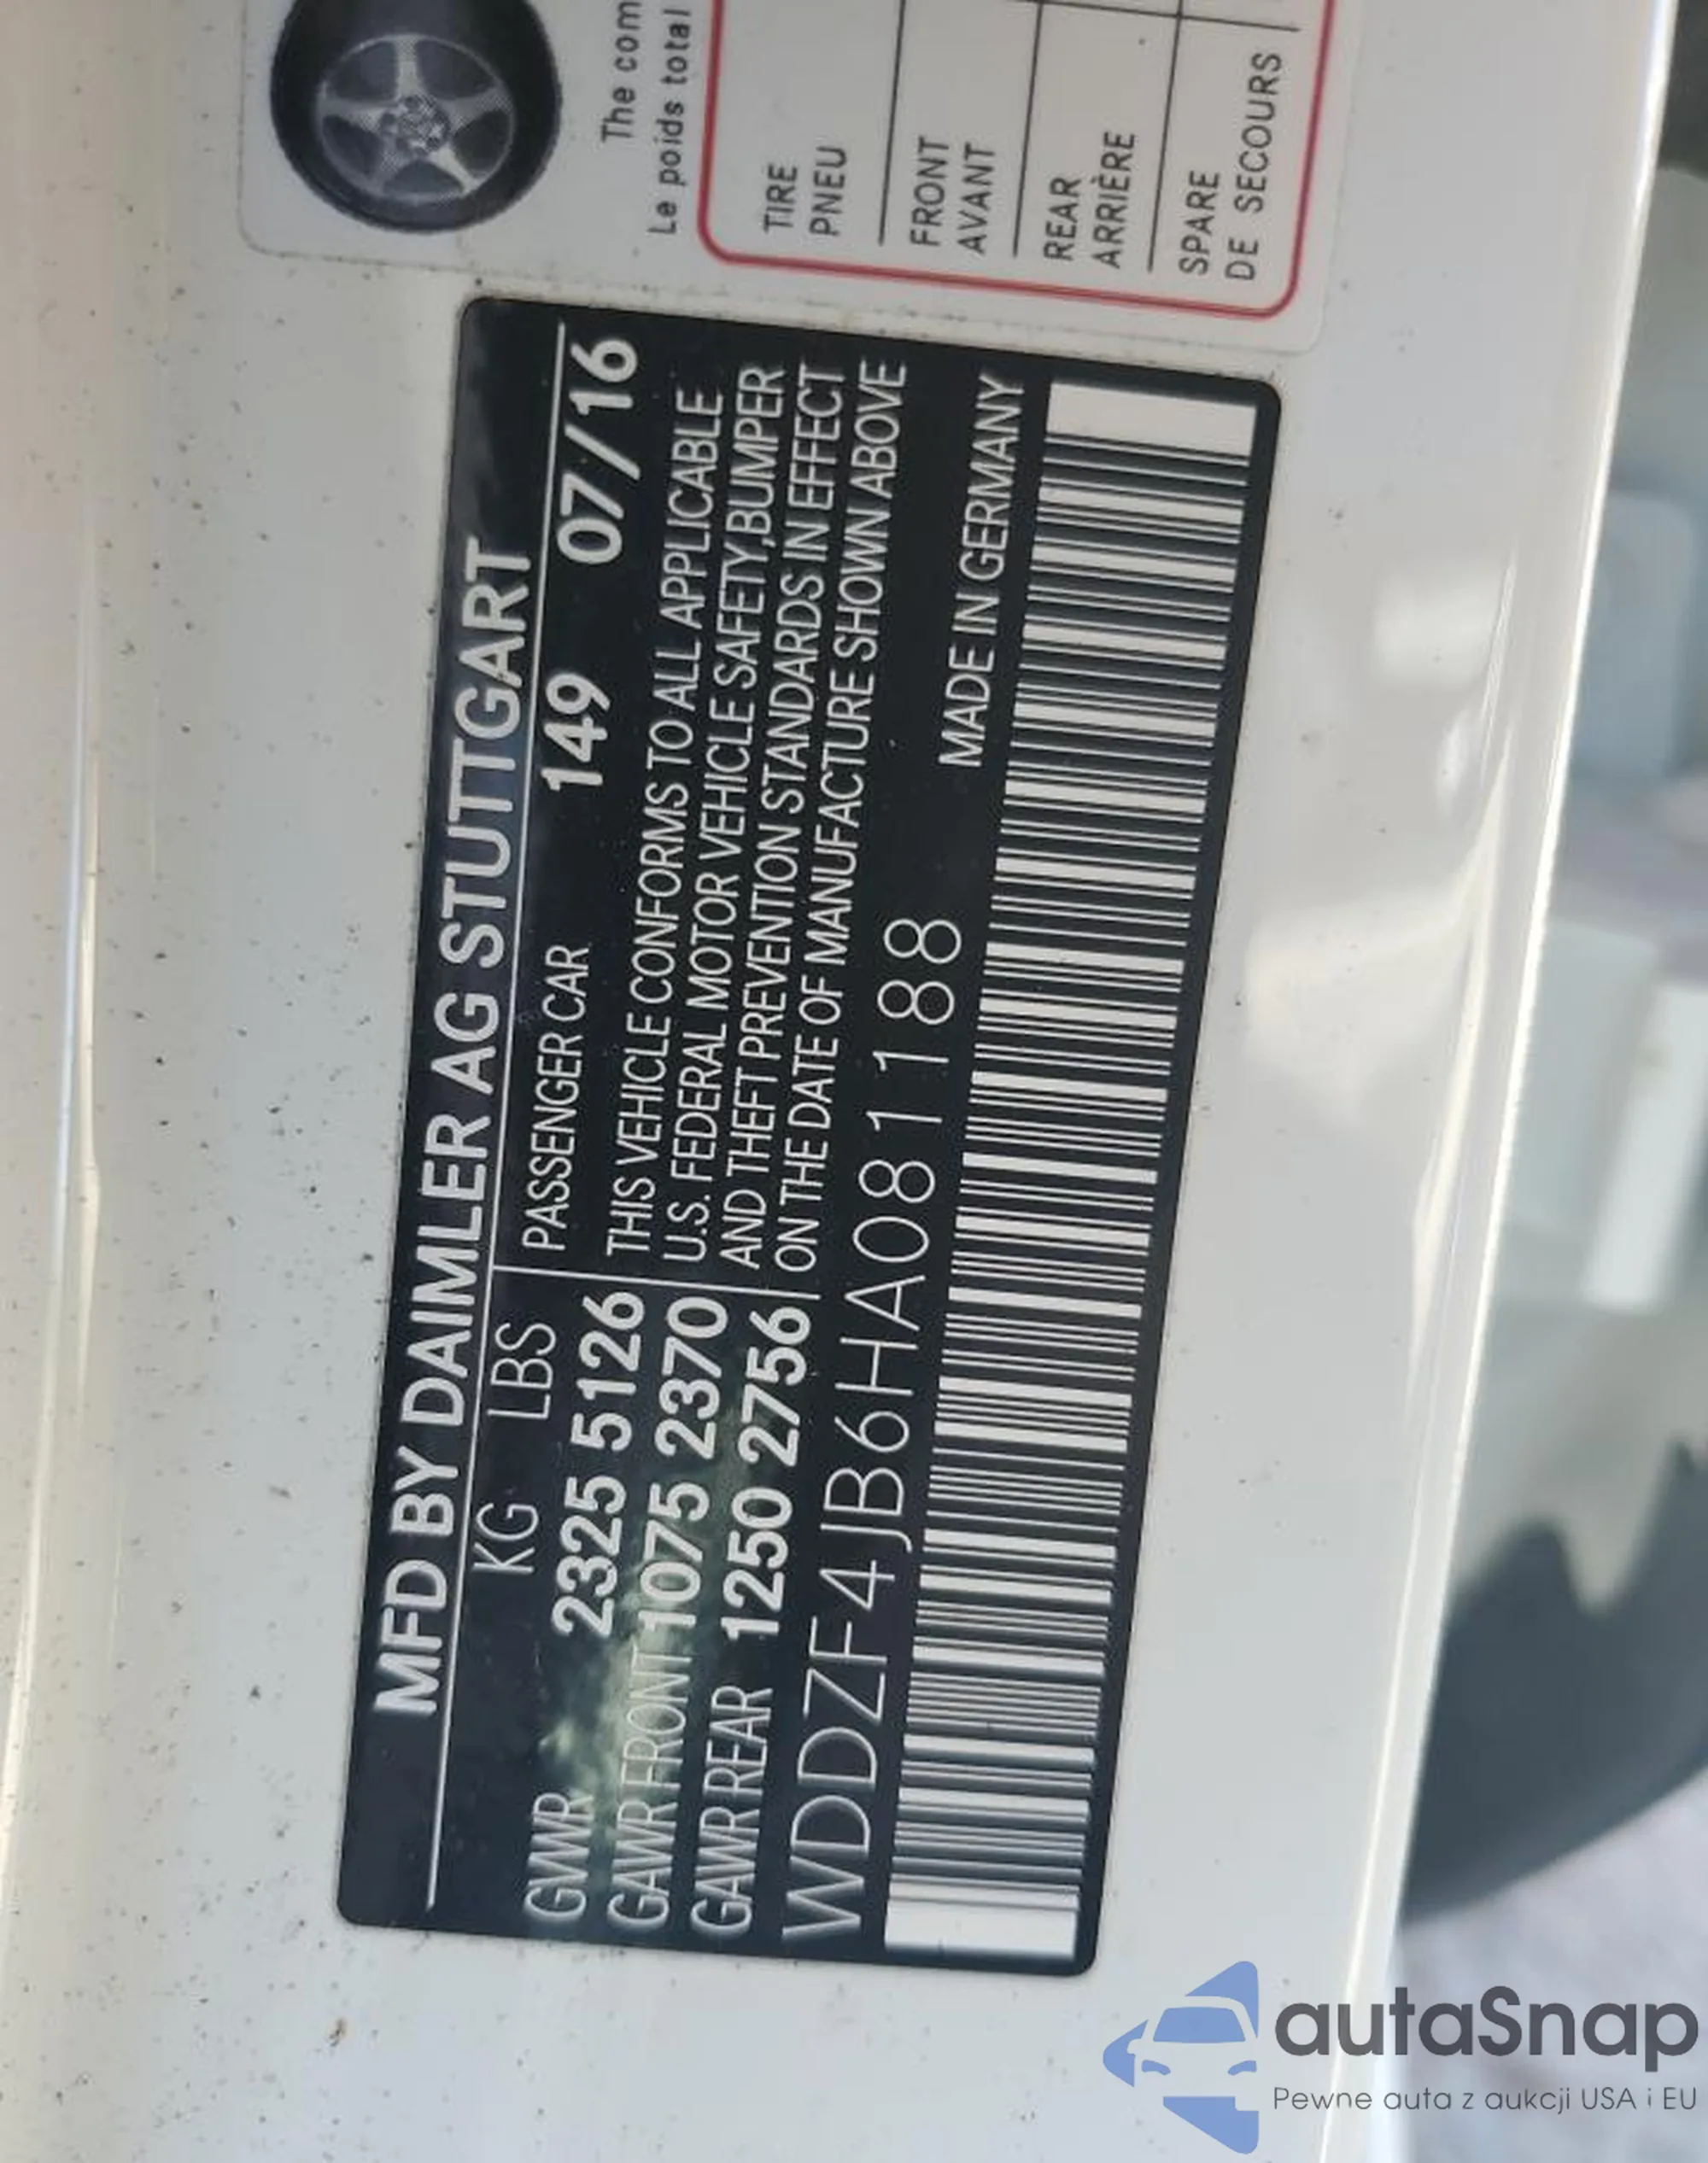 MFD BY DAIMLER AG STUTTGART
KG LBS PASSENGER CAR 149 07/16
GVWR 2325 5126 THIS VEHICLE CONFORMS TO ALL APPLICABLE
GAWR FRONT 1075 2370 U.S. FEDERAL MOTOR VEHICLE SAFETY,BUMPER
GAWR REAR 1250 2756 AND THEFT PREVENTION STANDARDS IN EFFECT
ON THE DATE OF MANUFACTURE SHOWN ABOVE
WDDZF4JB6HA081188 MADE IN GERMANY
The com
Le poids total
TIRE
PNEU
FRONT
AVANT
REAR
ARRIÈRE
SPARE
DE SECOURS
autaSnap
Pewne auta z aukcji USA i EU